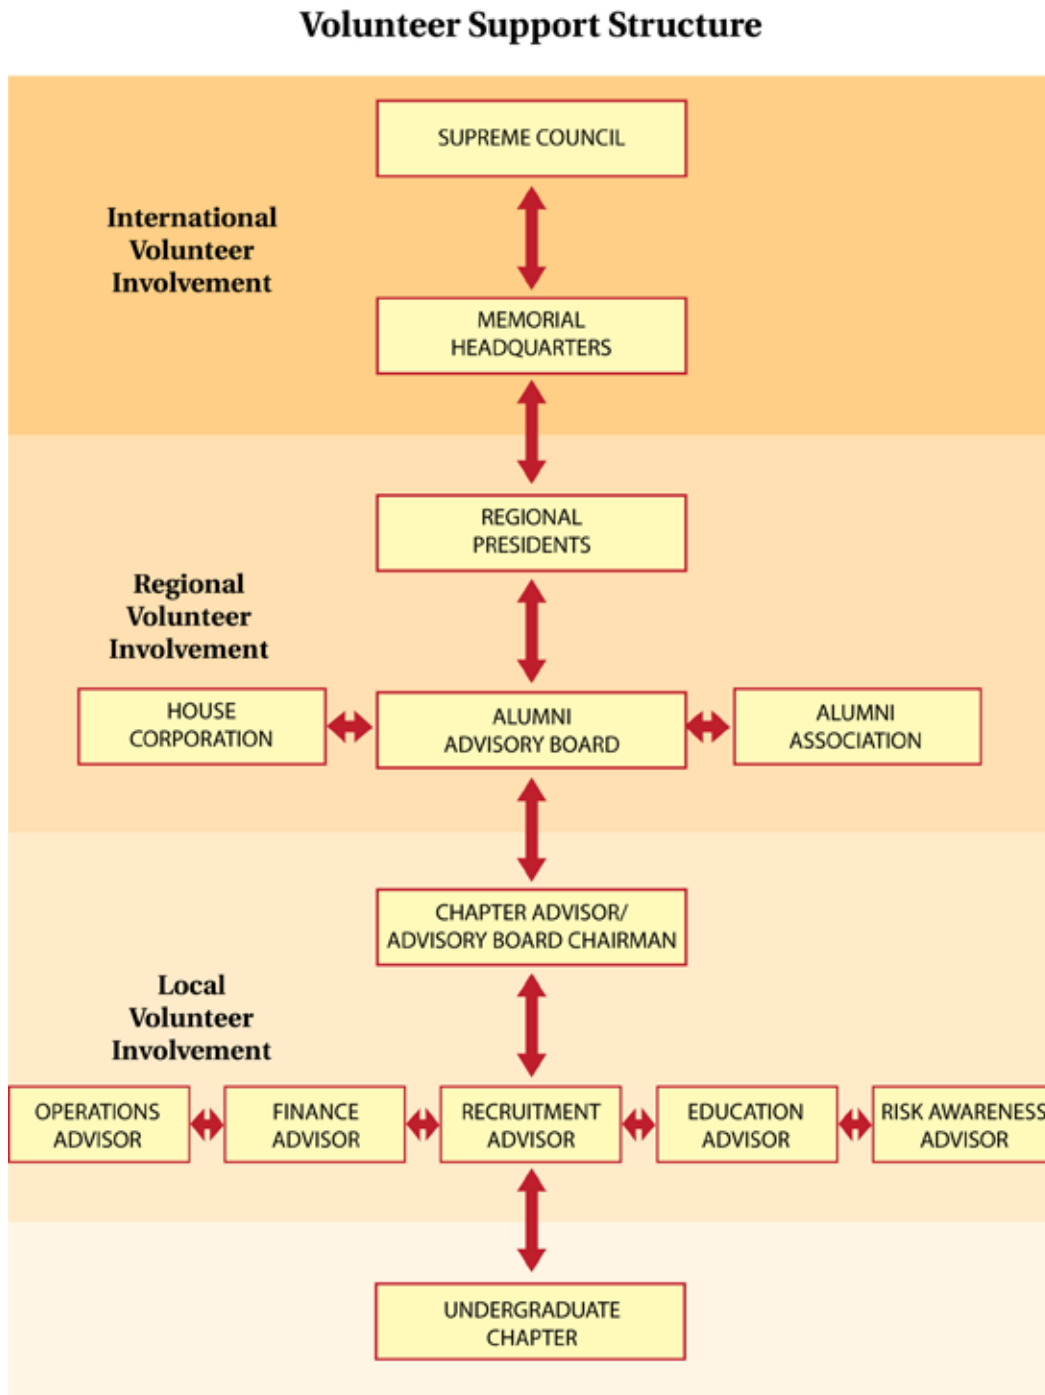 Volunteer Support Structure
SUPREME COUNCIL
International
Volunteer
Involvement
MEMORIAL
HEADQUARTERS
REGIONAL
PRESIDENTS
Regional
Volunteer
Involvement
HOUSE
CORPORATION
ALUMNI
ADVISORY BOARD
ALUMNI
ASSOCIATION
CHAPTER ADVISOR/
ADVISORY BOARD CHAIRMAN
Local
Volunteer
Involvement
OPERATIONS
ADVISOR
FINANCE
ADVISOR
RECRUITMENT
ADVISOR
EDUCATION
ADVISOR
RISK AWARENESS
ADVISOR
UNDERGRADUATE
CHAPTER